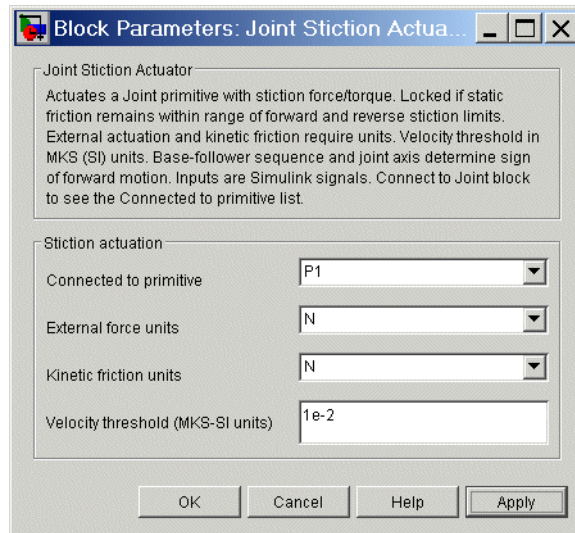 Block Parameters: Joint Stiction Actua...
Joint Stiction Actuator
Actuates a Joint primitive with stiction force/torque. Locked if static
friction remains within range of forward and reverse stiction limits.
External actuation and kinetic friction require units. Velocity threshold in
MKS (SI) units. Base-follower sequence and joint axis determine sign
of forward motion. Inputs are Simulink signals. Connect to Joint block
to see the Connected to primitive list.
Stiction actuation
Connected to primitive P1
External force units N
Kinetic friction units N
Velocity threshold (MKS-SI units) 1e-2
OK Cancel Help Apply